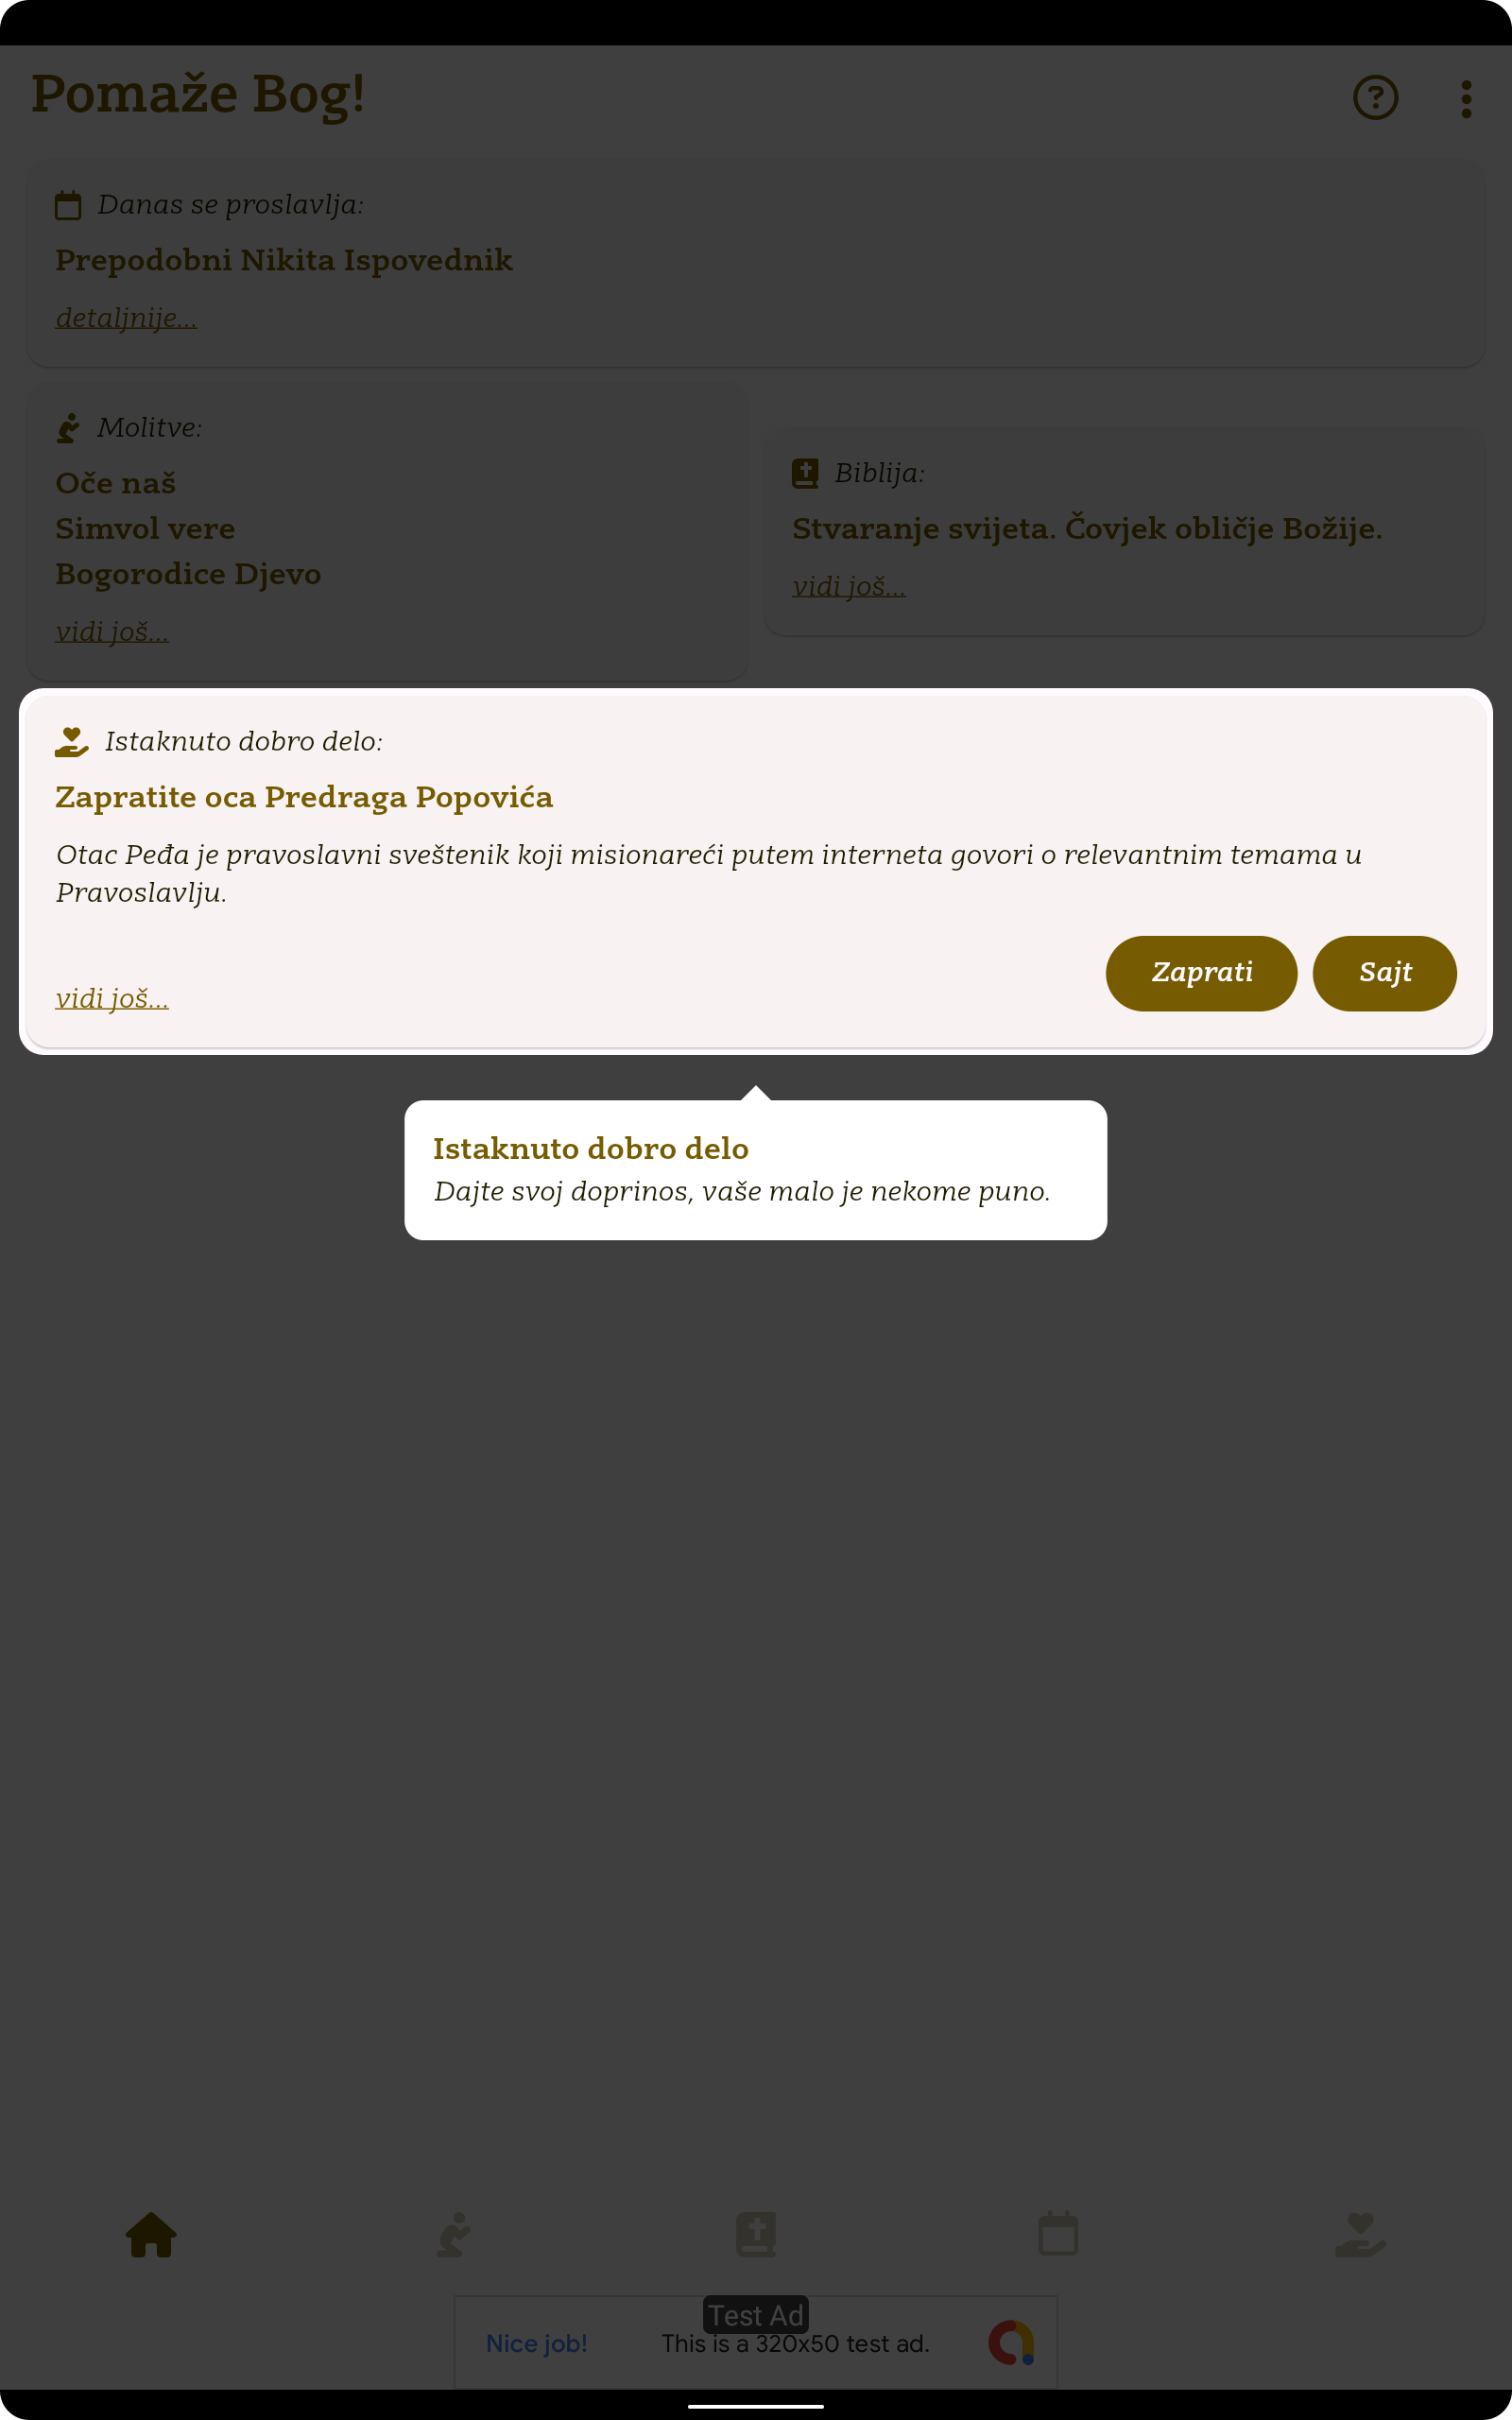 Pomaže Bog!
?
Danas se proslavlja:
Prepodobni Nikita Ispovednik
detaljnije...
Molitve:
Oče naš
Simvol vere
Bogorodice Djevo
vidi još...
Biblija:
Stvaranje svijeta. Čovjek obličje Božije.
vidi još...
Istaknuto dobro delo:
Zapratite oca Predraga Popovića
Otac Peđa je pravoslavni sveštenik koji misionareći putem interneta govori o relevantnim temama u
Pravoslavlju.
vidi još...
Zaprati
Sajt
Istaknuto dobro delo
Dajte svoj doprinos, vaše malo je nekome puno.
Test Ad
Nice job!
This is a 320x50 test ad.